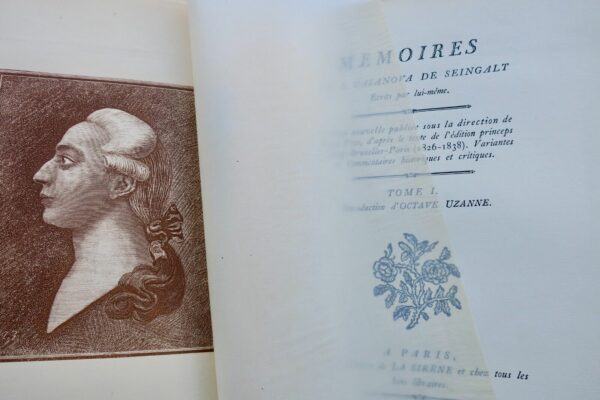 MEMOIRES
CASANOVA DE SEINGALT
Écrits par lui-même.
nouvelle publiée sous la direction de
d'après le texte de l'édition princeps
Bruxelles-Paris (1826-1838). Variantes
Commentaires historiques et critiques.
TOME I.
Introduction d'OCTAVE UZANNE.
A PARIS,
de LA SIRÈNE et chez tous les
bons libraires.